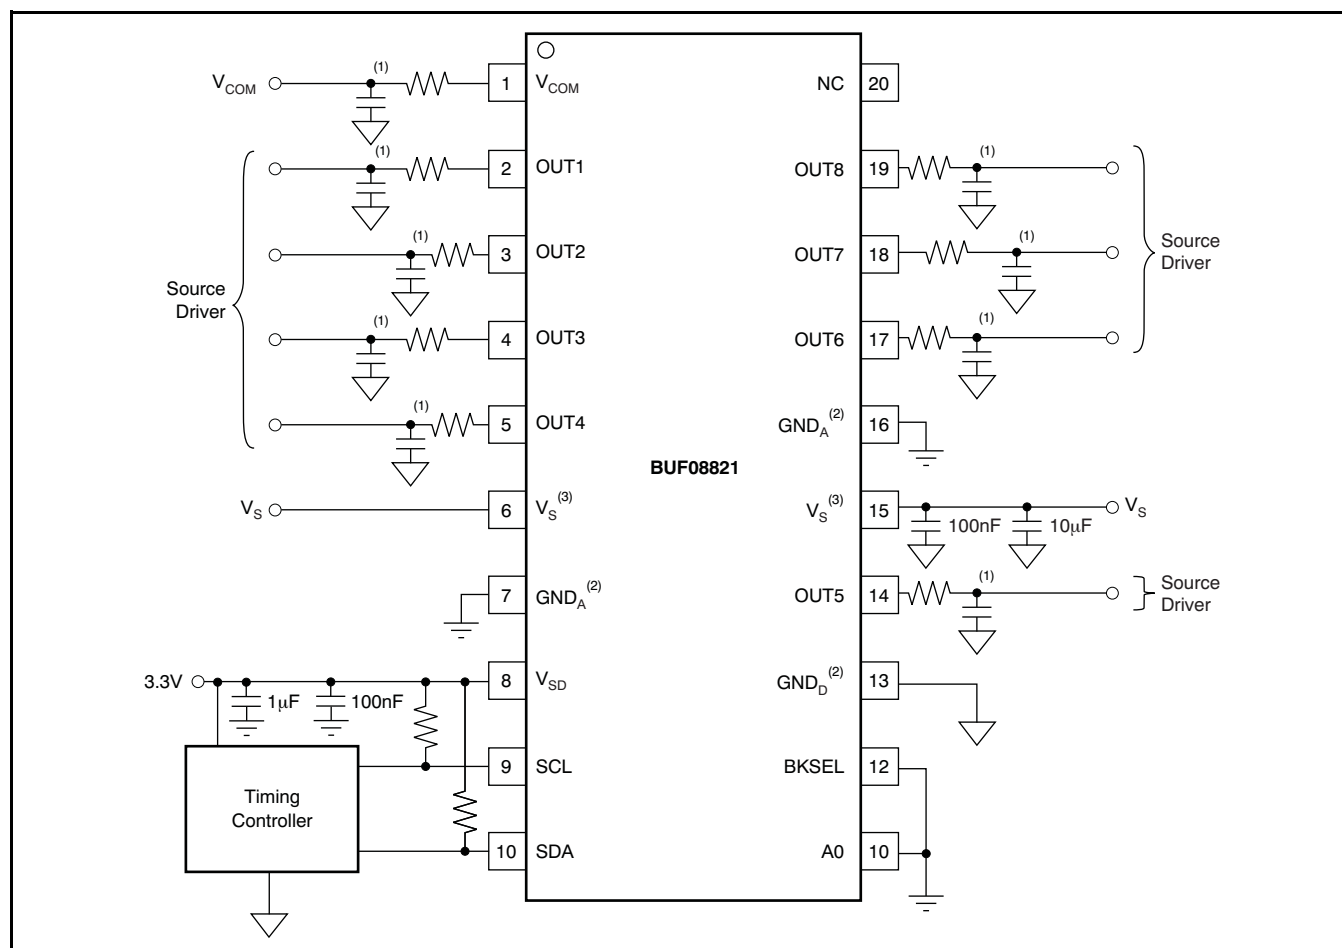 V_COM
(1)
1
V_COM
NC
20
(1)
2
OUT1
OUT8
19
(1)
(1)
3
OUT2
OUT7
18
(1)
Source
Driver
Source
Driver
(1)
4
OUT3
OUT6
17
(1)
(1)
5
OUT4
GND_A(2)
16
BUF08821
V_S
6
V_S(3)
V_S(3)
15
100nF
10μF
V_S
7
GND_A(2)
OUT5
14
(1)
Source
Driver
3.3V
1μF
100nF
8
V_SD
GND_D(2)
13
9
SCL
BKSEL
12
Timing
Controller
10
SDA
A0
10